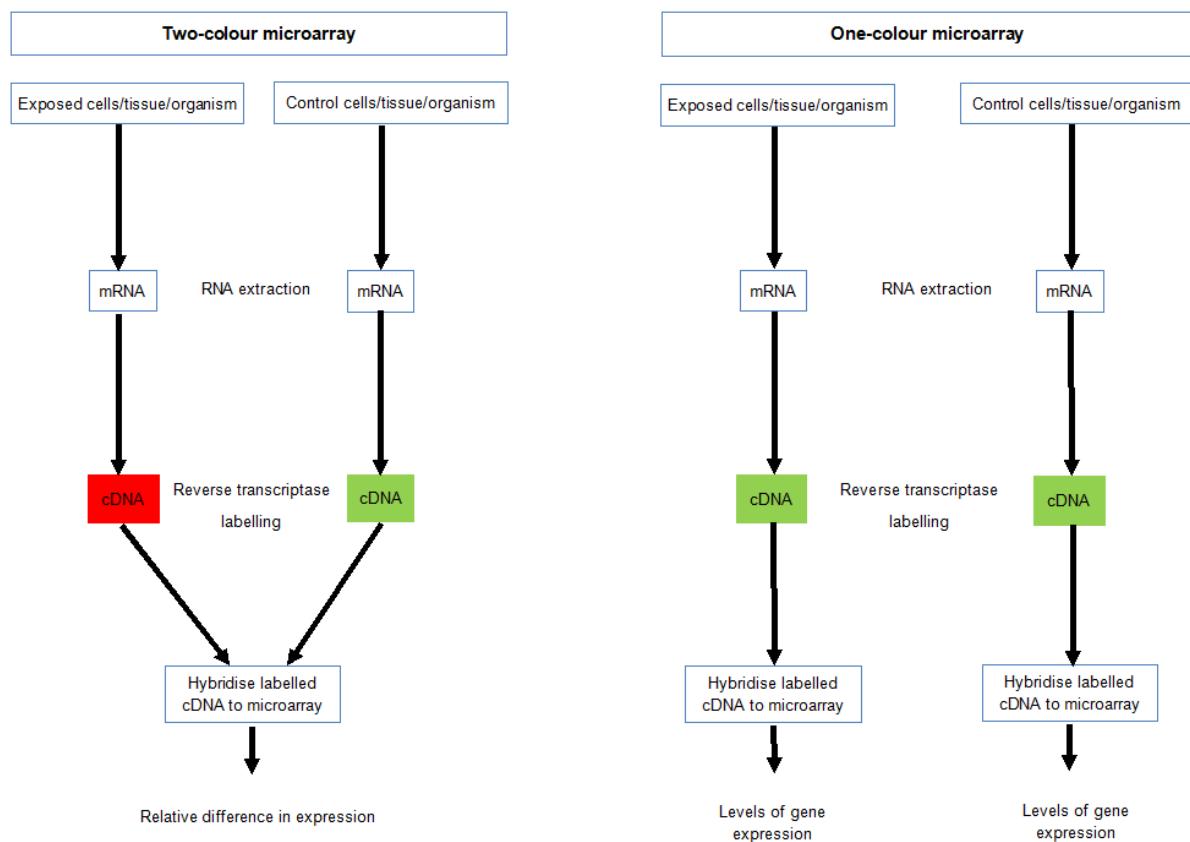 Two-colour microarray
Exposed cells/tissue/organism
Control cells/tissue/organism
mRNA
RNA extraction
mRNA
cDNA
Reverse transcriptase
labelling
cDNA
Hybridise labelled
cDNA to microarray
Relative difference in expression
One-colour microarray
Exposed cells/tissue/organism
Control cells/tissue/organism
mRNA
RNA extraction
mRNA
cDNA
Reverse transcriptase
labelling
cDNA
Hybridise labelled
cDNA to microarray
Hybridise labelled
cDNA to microarray
Levels of gene
expression
Levels of gene
expression